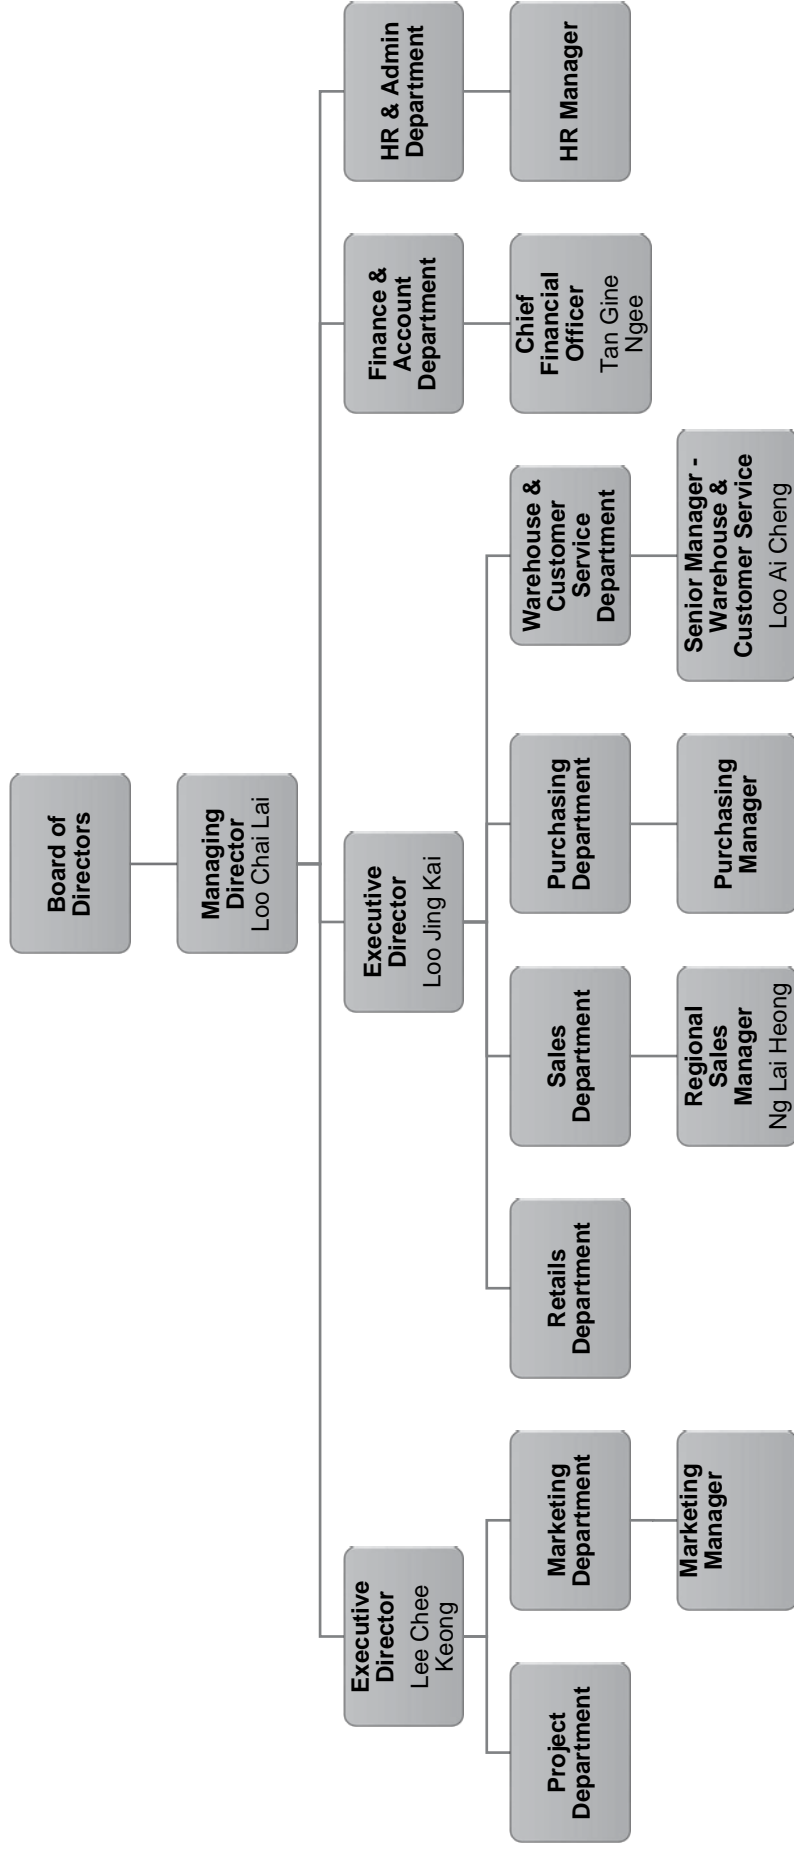 Board of
Directors
Managing
Director
Loo Chai Lai
Executive
Director
Lee Chee
Keong
Executive
Director
Loo Jing Kai
Finance &
Account
Department
HR & Admin
Department
Project
Department
Marketing
Department
Retails
Department
Sales
Department
Purchasing
Department
Warehouse &
Customer
Service
Department
Chief
Financial
Officer
Tan Gine
Ngee
HR Manager
Marketing
Manager
Regional
Sales
Manager
Ng Lai Heong
Purchasing
Manager
Senior Manager -
Warehouse &
Customer Service
Loo Ai Cheng